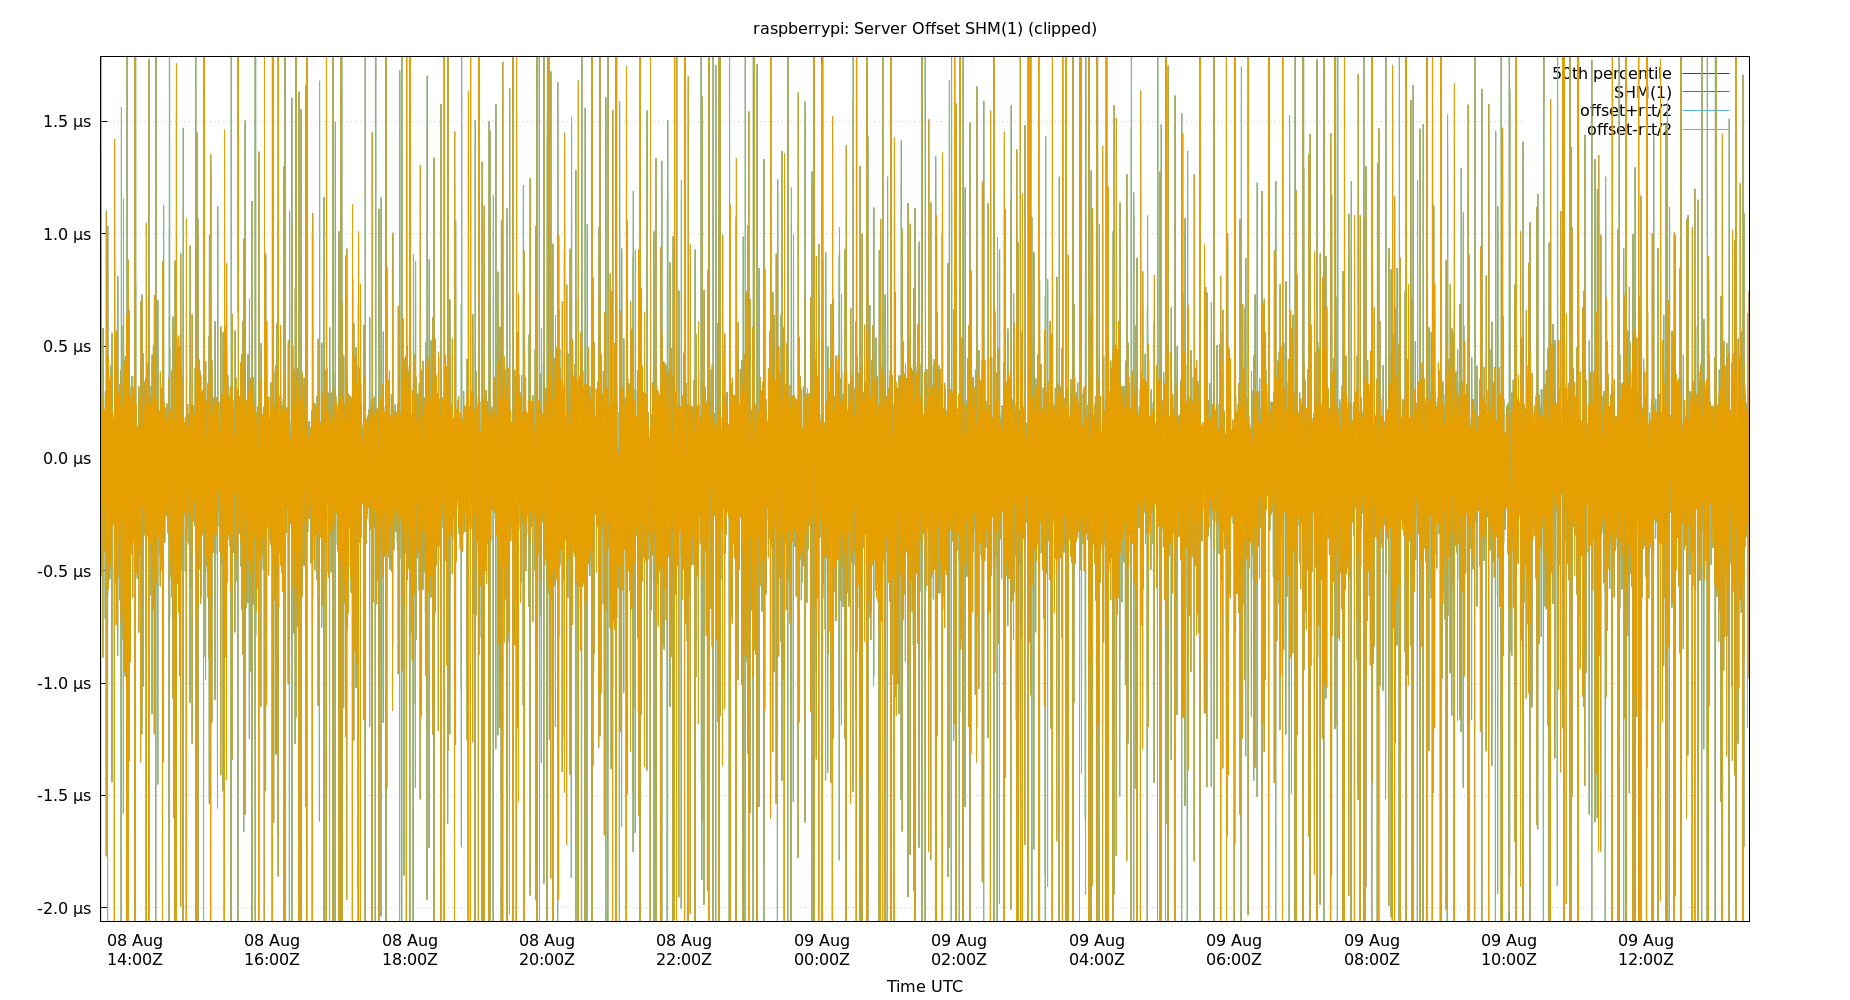 raspberrypi: Server Offset SHM(1) (clipped)
50th percentile
SHM(1)
offset+rtt/2
offset-rtt/2
1.5 µs
1.0 µs
0.5 µs
0.0 µs
-0.5 µs
-1.0 µs
-1.5 µs
-2.0 µs
08 Aug 08 Aug 08 Aug 08 Aug 08 Aug 09 Aug 09 Aug 09 Aug 09 Aug 09 Aug 09 Aug 09 Aug
14:00Z 16:00Z 18:00Z 20:00Z 22:00Z 00:00Z 02:00Z 04:00Z 06:00Z 08:00Z 10:00Z 12:00Z
Time UTC